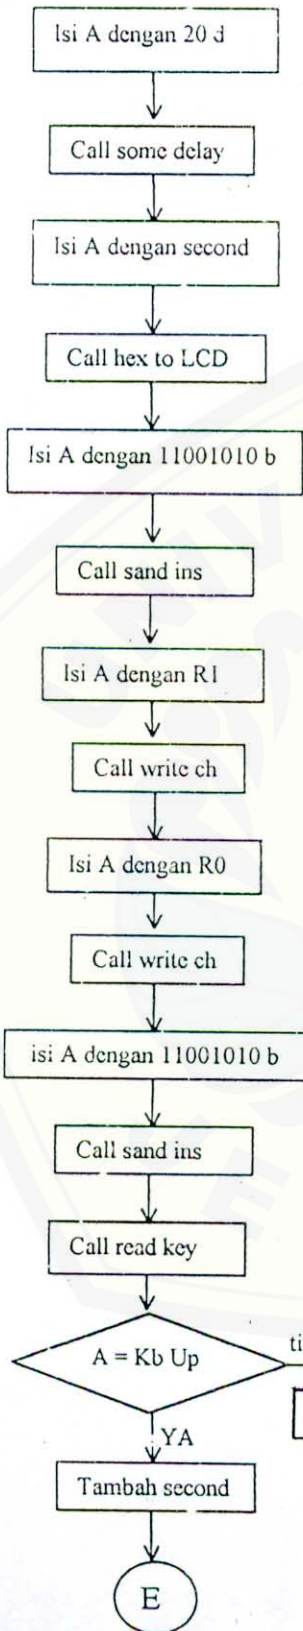 Isi A dengan 20 d
Call some delay
Isi A dengan second
Call hex to LCD
Isi A dengan 11001010 b
Call sand ins
Isi A dengan R1
Call write ch
Isi A dengan R0
Call write ch
isi A dengan 11001010 b
Call sand ins
Call read key
A = Kb Up
ti
YA
Tambah second
E